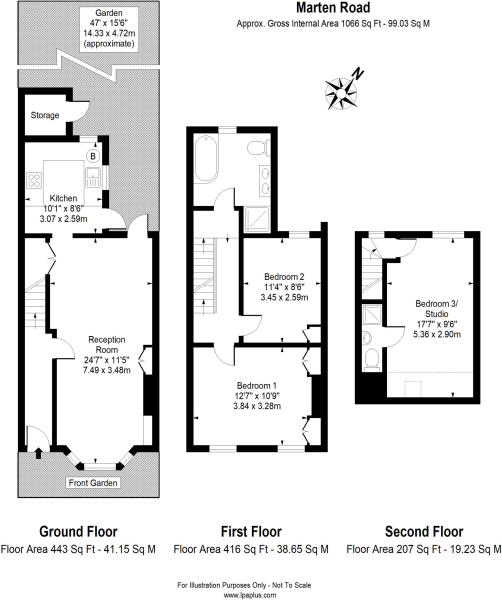 Marten Road
Approx. Gross Internal Area 1066 Sq Ft - 99.03 Sq M
Garden
47' x 15'6"
14.33 x 4.72m
(approximate)
N
Storage
B
Kitchen
10'1" x 8'6"
3.07 x 2.59m
Reception
Room
24'7" x 11'5"
7.49 x 3.48m
Front Garden
Bedroom 2
11'4" x 8'6"
3.45 x 2.59m
Bedroom 1
12'7" x 10'9"
3.84 x 3.28m
Bedroom 3/
Studio
17'7" x 9'6"
5.36 x 2.90m
Ground Floor
Floor Area 443 Sq Ft - 41.15 Sq M
First Floor
Floor Area 416 Sq Ft - 38.65 Sq M
Second Floor
Floor Area 207 Sq Ft - 19.23 Sq M
For Illustration Purposes Only - Not To Scale
www.lpaplus.com